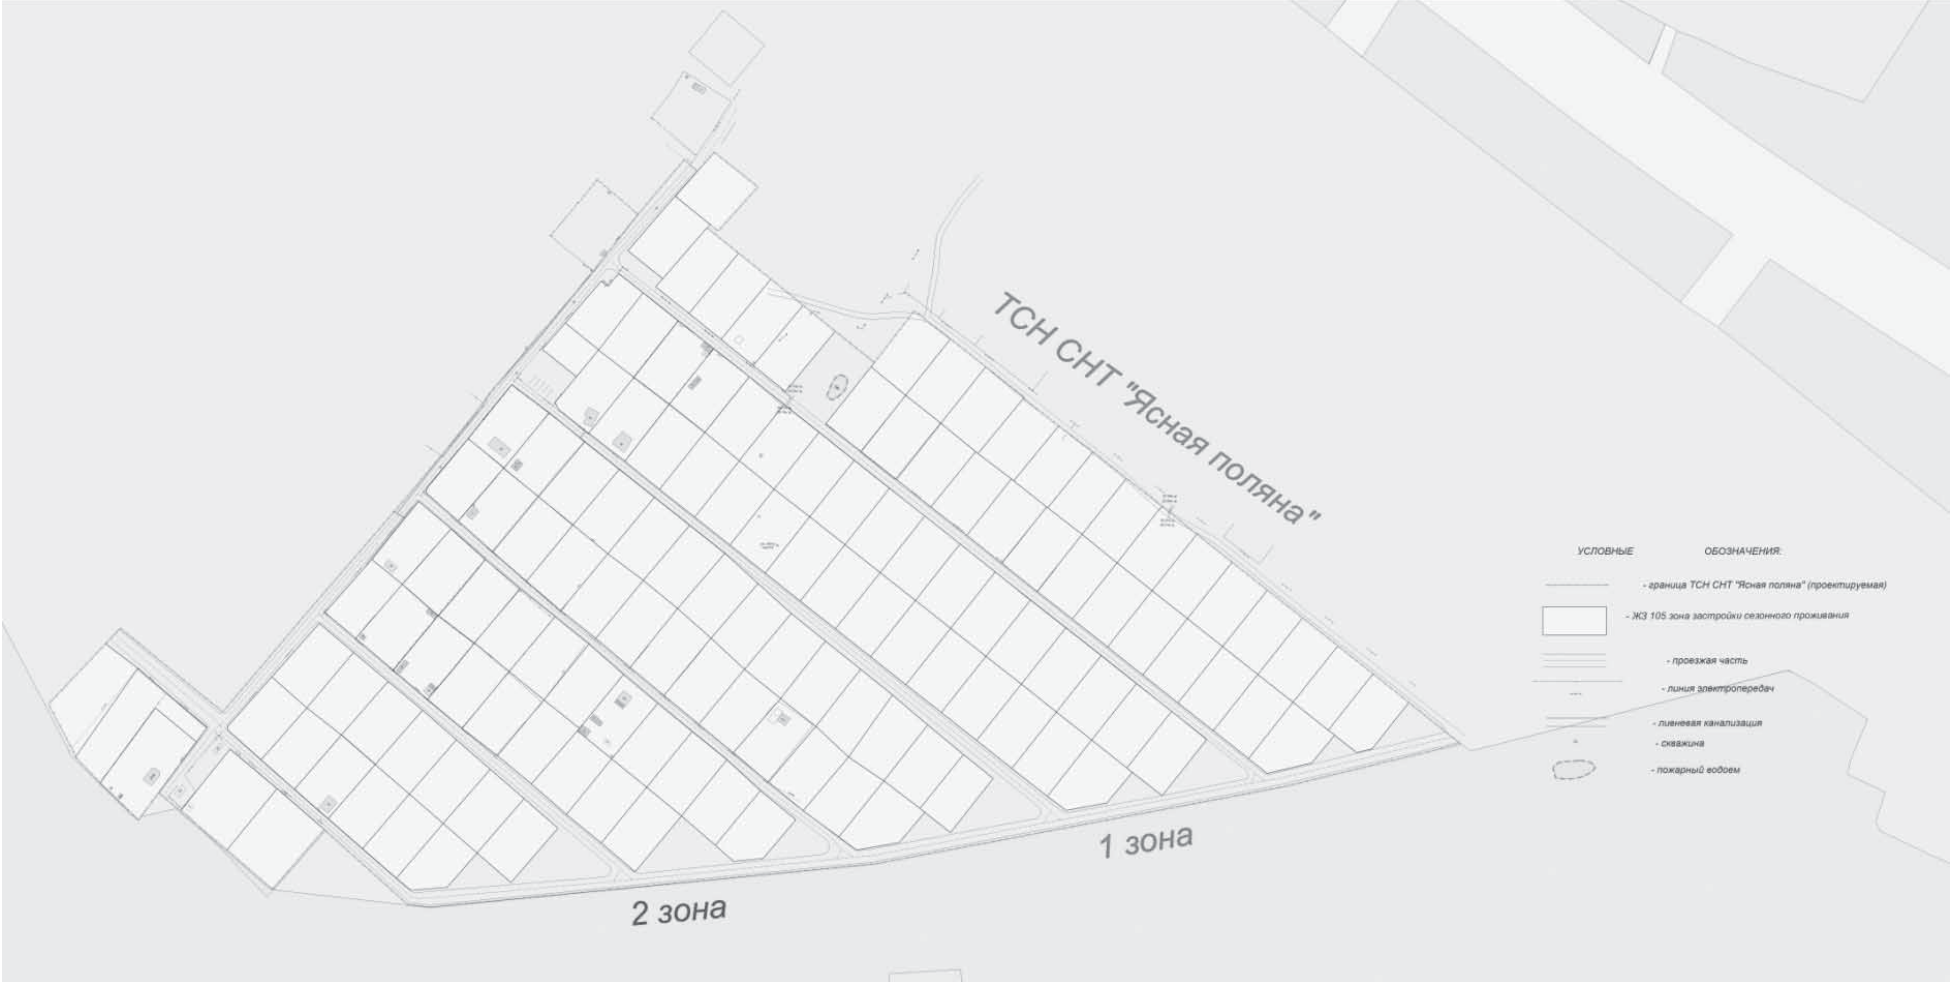 ТСН СНТ "Ясная поляна"
УСЛОВНЫЕ ОБОЗНАЧЕНИЯ:
- граница ТСН СНТ "Ясная поляна" (проектируемая)
- ЖЗ 105 зона застройки сезонного проживания
- проезжая часть
- линия электропередач
- ливневая канализация
- скважина
- пожарный водоем
1 зона
2 зона